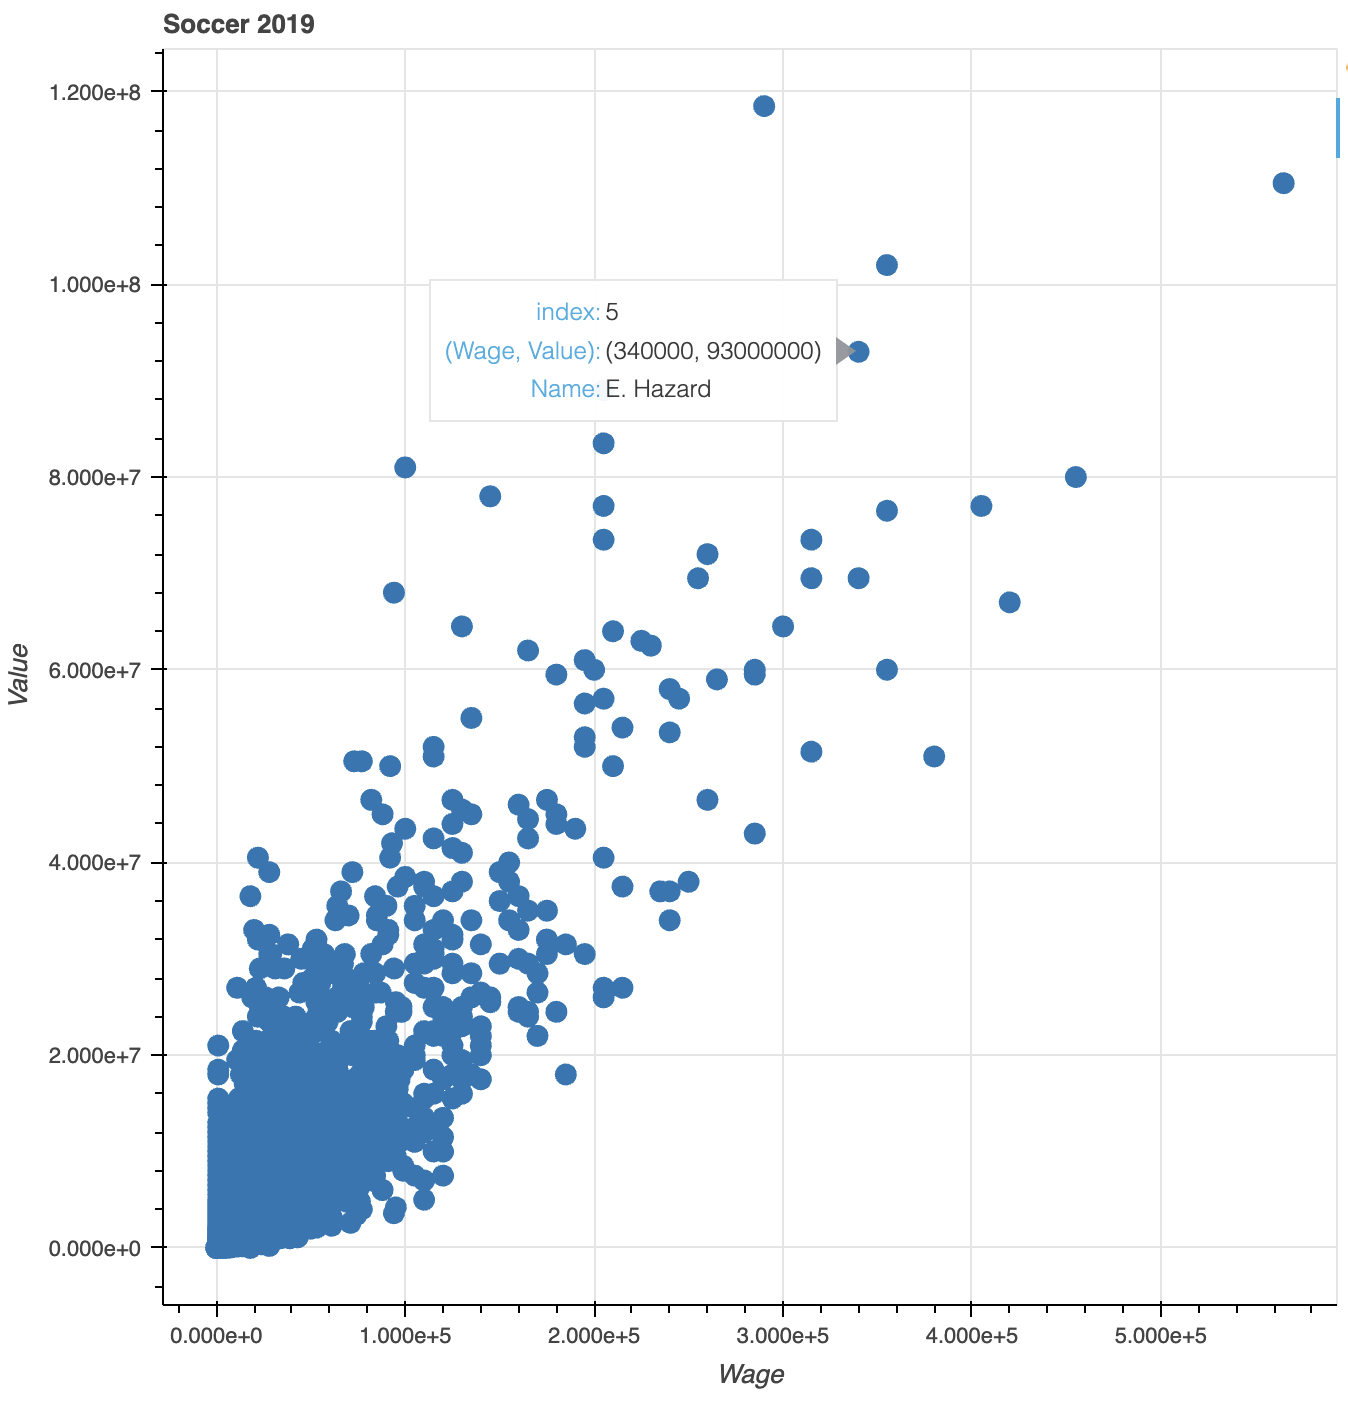 Soccer 2019
1.200e+8
1.000e+8
index: 5
(Wage, Value): (340000, 93000000)
Name: E. Hazard
8.000e+7
Value
6.000e+7
4.000e+7
2.000e+7
0.000e+0
0.000e+0 1.000e+5 2.000e+5 3.000e+5 4.000e+5 5.000e+5
Wage